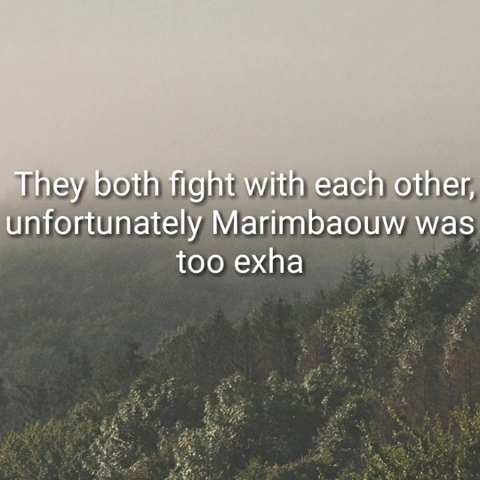 They both fight with each other,
unfortunately Marimbaouw was
too exha